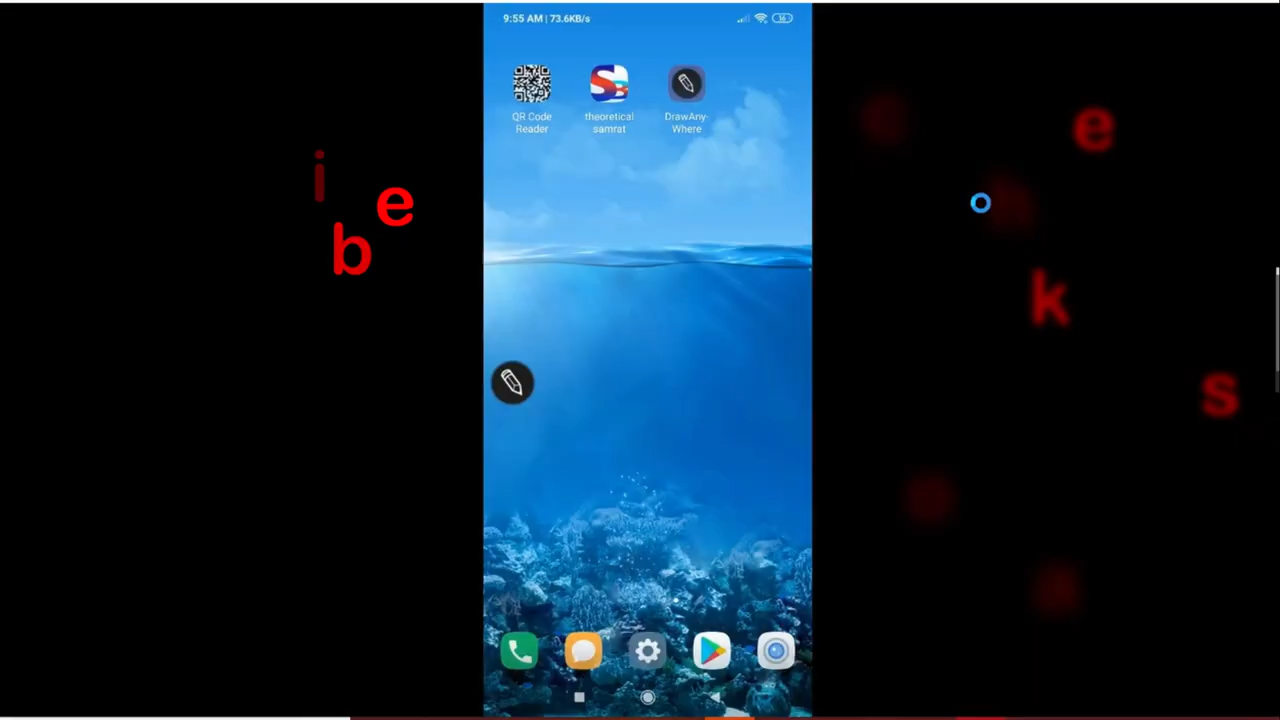 9:55 AM | 73.6KB/s
QR Code
Reader
theoretical
samrat
DrawAny
Where
i
e
b
e
k
s